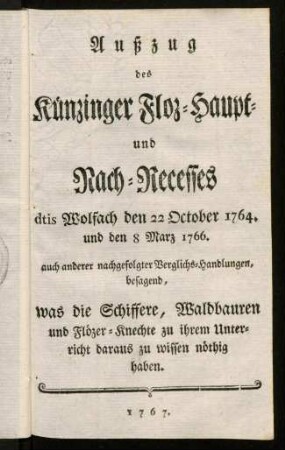 Außzug
des
Künzinger Floz-Haupt-
und
Nach-Recesses
dtis Wolfach den 22 October 1764.
und den 8 Marz 1766.
auch anderer nachgefolgter Verglichs-Handlungen,
besagend,
was die Schiffere, Waldbauren
und Flözer-Knechte zu ihrem Unter-
richt daraus zu wissen nöthig
haben.
1767.